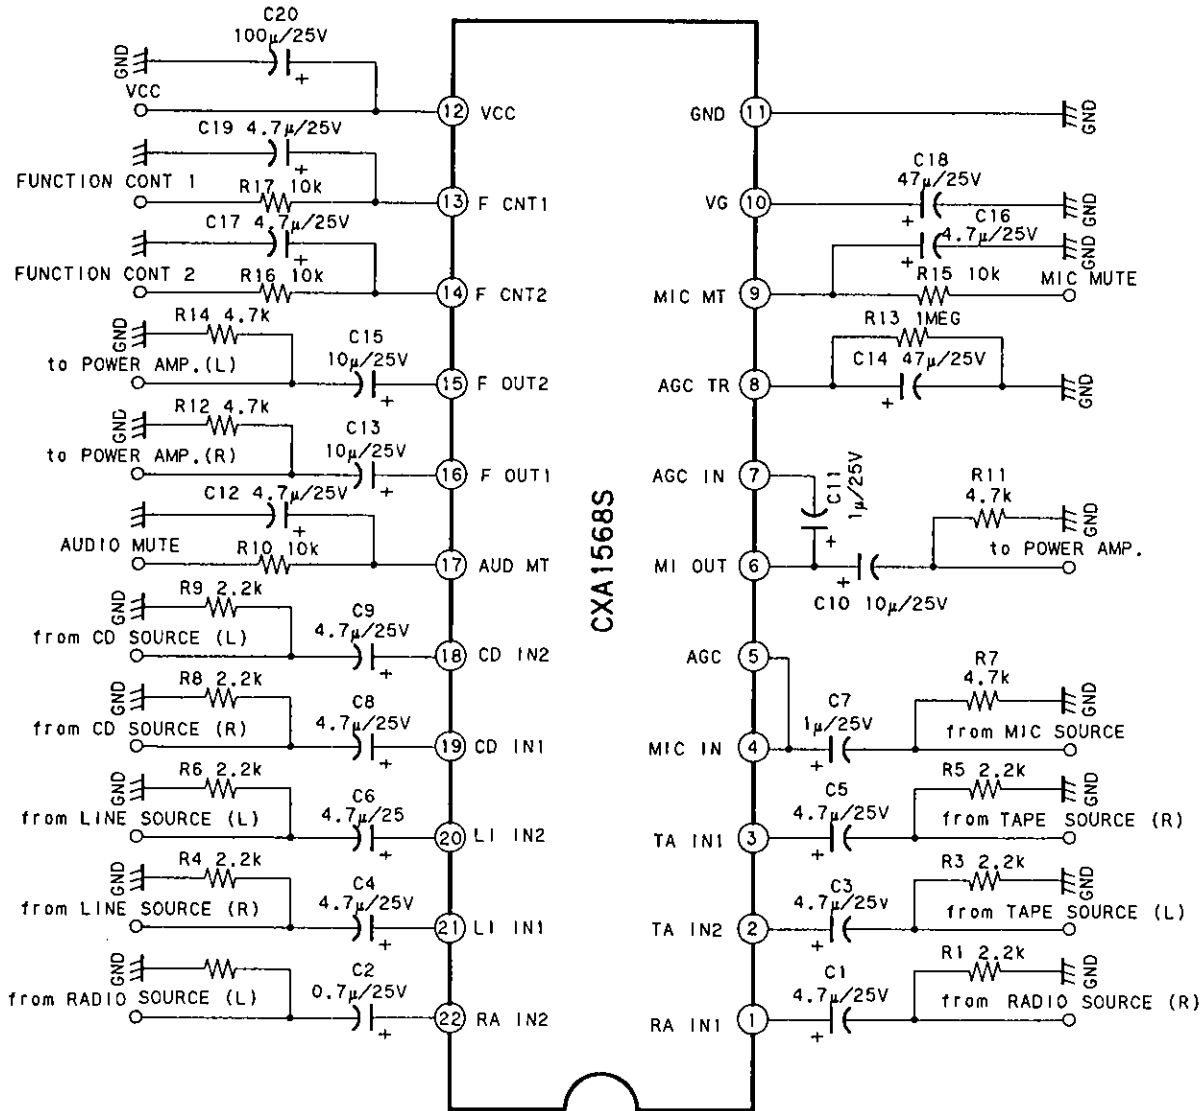 C20
100μ/25V
GND
VCC
12 VCC
C19 4.7μ/25V
FUNCTION CONT 1
R17 10k
13 F CNT1
C17 4.7μ/25V
FUNCTION CONT 2
R16 10k
14 F CNT2
R14 4.7k
GND
C15
10μ/25V
to POWER AMP.(L)
15 F OUT2
R12 4.7k
GND
C13
10μ/25V
to POWER AMP.(R)
16 F OUT1
C12 4.7μ/25V
AUDIO MUTE
R10 10k
17 AUD MT
R9 2.2k
GND
C9
4.7μ/25V
from CD SOURCE (L)
18 CD IN2
R8 2.2k
GND
C8
4.7μ/25V
from CD SOURCE (R)
19 CD IN1
R6 2.2k
GND
C6
4.7μ/25
from LINE SOURCE (L)
20 LI IN2
R4 2.2k
GND
C4
4.7μ/25V
from LINE SOURCE (R)
21 LI IN1
GND
C2
0.7μ/25V
from RADIO SOURCE (L)
22 RA IN2
CXA1568S
GND 11
GND
C18
47μ/25V
VG 10
GND
C16
4.7μ/25V
GND
R15 10k
MIC MUTE
MIC MT 9
R13 1MEG
C14 47μ/25V
AGC TR 8
GND
AGC IN 7
C11
1μ/25V
R11
4.7k
GND
to POWER AMP.
MI OUT 6
C10 10μ/25V
AGC 5
R7
4.7k
GND
C7
1μ/25V
from MIC SOURCE
MIC IN 4
R5 2.2k
GND
C5
4.7μ/25V
from TAPE SOURCE (R)
TA IN1 3
R3 2.2k
GND
C3
4.7μ/25V
from TAPE SOURCE (L)
TA IN2 2
R1 2.2k
GND
C1
4.7μ/25V
from RADIO SOURCE (R)
RA IN1 1